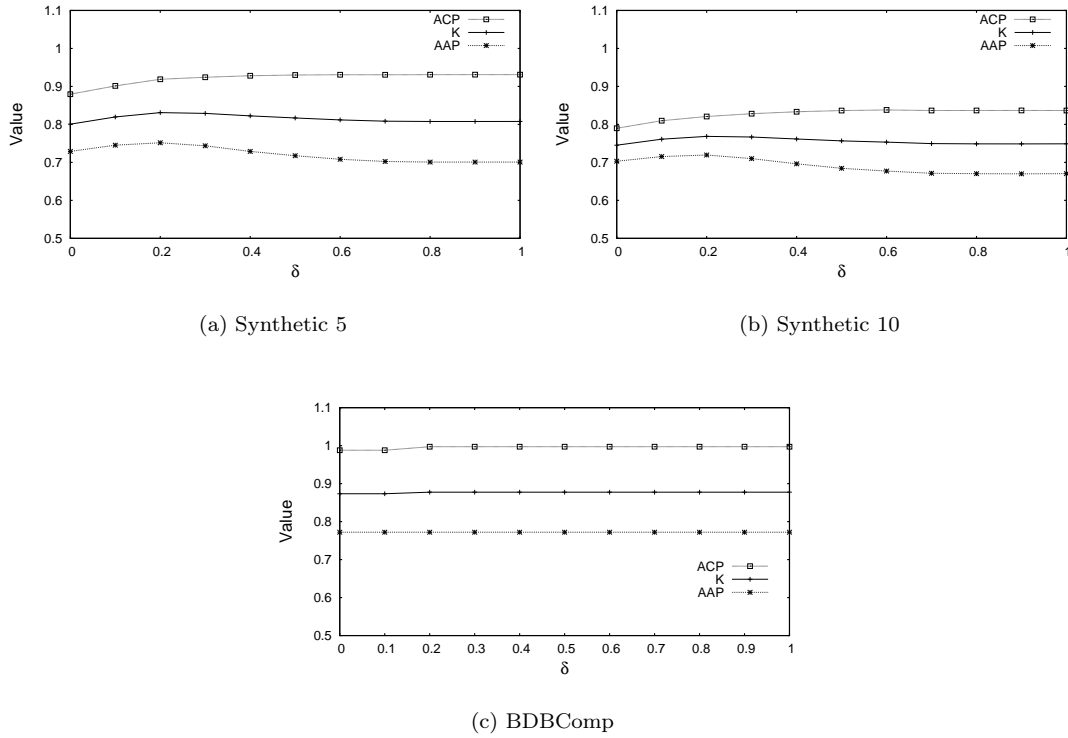 1.1
1
0.9
0.8
0.7
0.6
0.5
Value
0 0.2 0.4 0.6 0.8 1
δ
ACP
K
AAP
(a) Synthetic 5
1.1
1
0.9
0.8
0.7
0.6
0.5
Value
0 0.2 0.4 0.6 0.8 1
δ
ACP
K
AAP
(b) Synthetic 10
1.1
1
0.9
0.8
0.7
0.6
0.5
Value
ACP
K
AAP
0 0.1 0.2 0.3 0.4 0.5 0.6 0.7 0.8 0.9 1
δ
(c) BDBComp